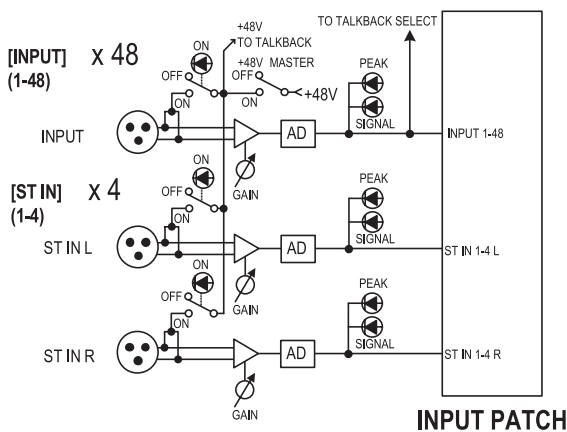 TO TALKBACK SELECT
+48V
TO TALKBACK
[INPUT] x 48
(1-48)
ON
OFF
ON
+48V MASTER
OFF
ON
+48V
PEAK
SIGNAL
INPUT
AD
INPUT 1-48
GAIN
[ST IN] x 4
(1-4)
ON
OFF
ON
PEAK
SIGNAL
ST IN L
AD
ST IN 1-4 L
GAIN
ON
OFF
ON
PEAK
SIGNAL
ST IN R
AD
ST IN 1-4 R
GAIN
INPUT PATCH